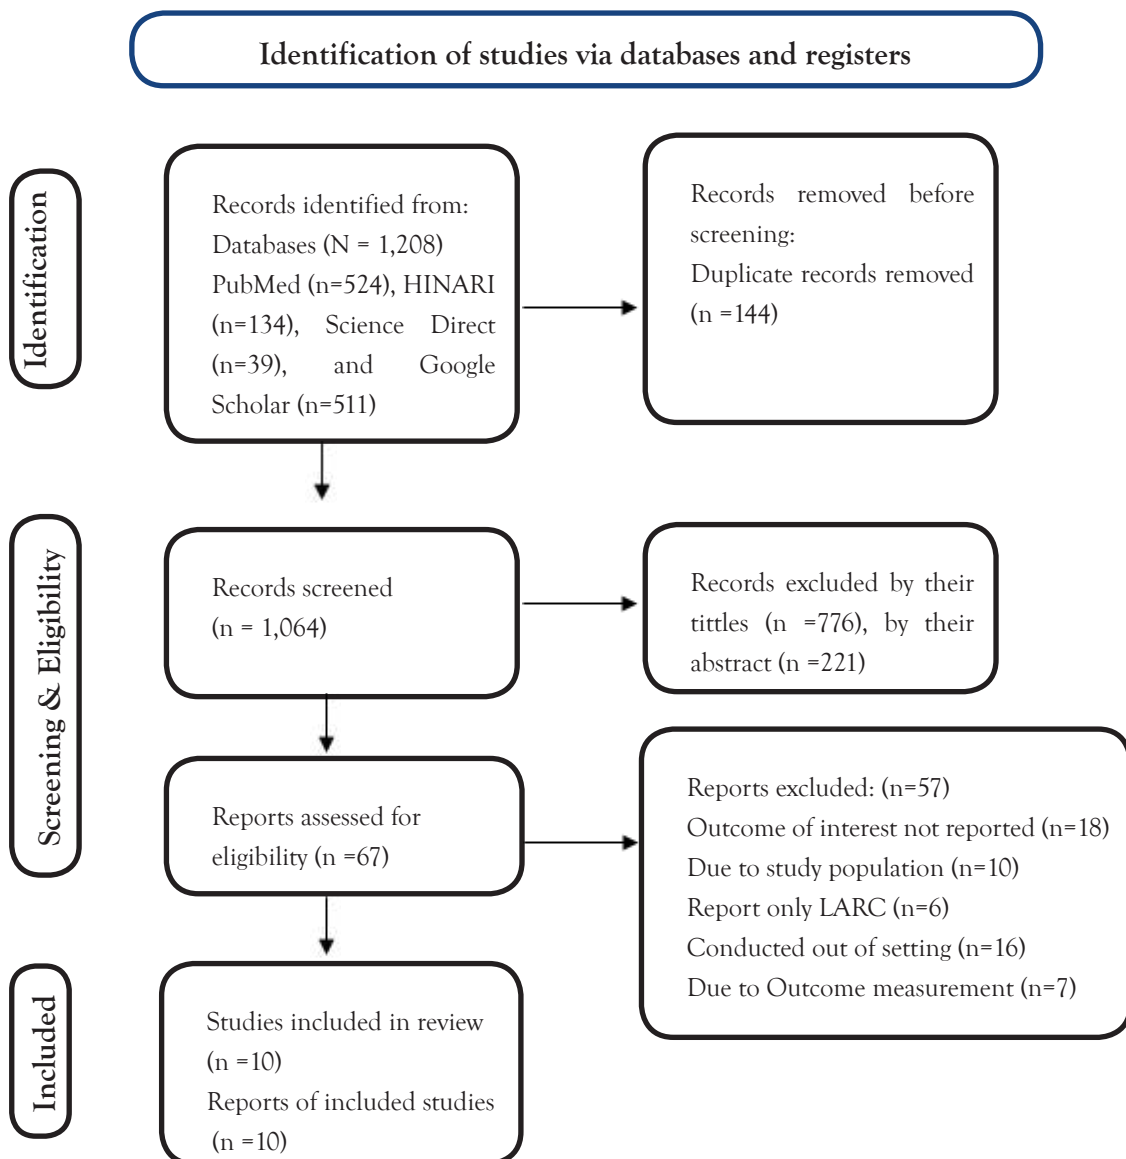 Identification of studies via databases and registers
Identification
Records identified from:
Databases (N = 1,208)
PubMed (n=524), HINARI
(n=134), Science Direct
(n=39), and Google
Scholar (n=511)
Records removed before
screening:
Duplicate records removed
(n =144)
Screening & Eligibility
Records screened
(n = 1,064)
Records excluded by their
tittles (n =776), by their
abstract (n =221)
Reports assessed for
eligibility (n =67)
Reports excluded: (n=57)
Outcome of interest not reported (n=18)
Due to study population (n=10)
Report only LARC (n=6)
Conducted out of setting (n=16)
Due to Outcome measurement (n=7)
Included
Studies included in review
(n =10)
Reports of included studies
(n =10)